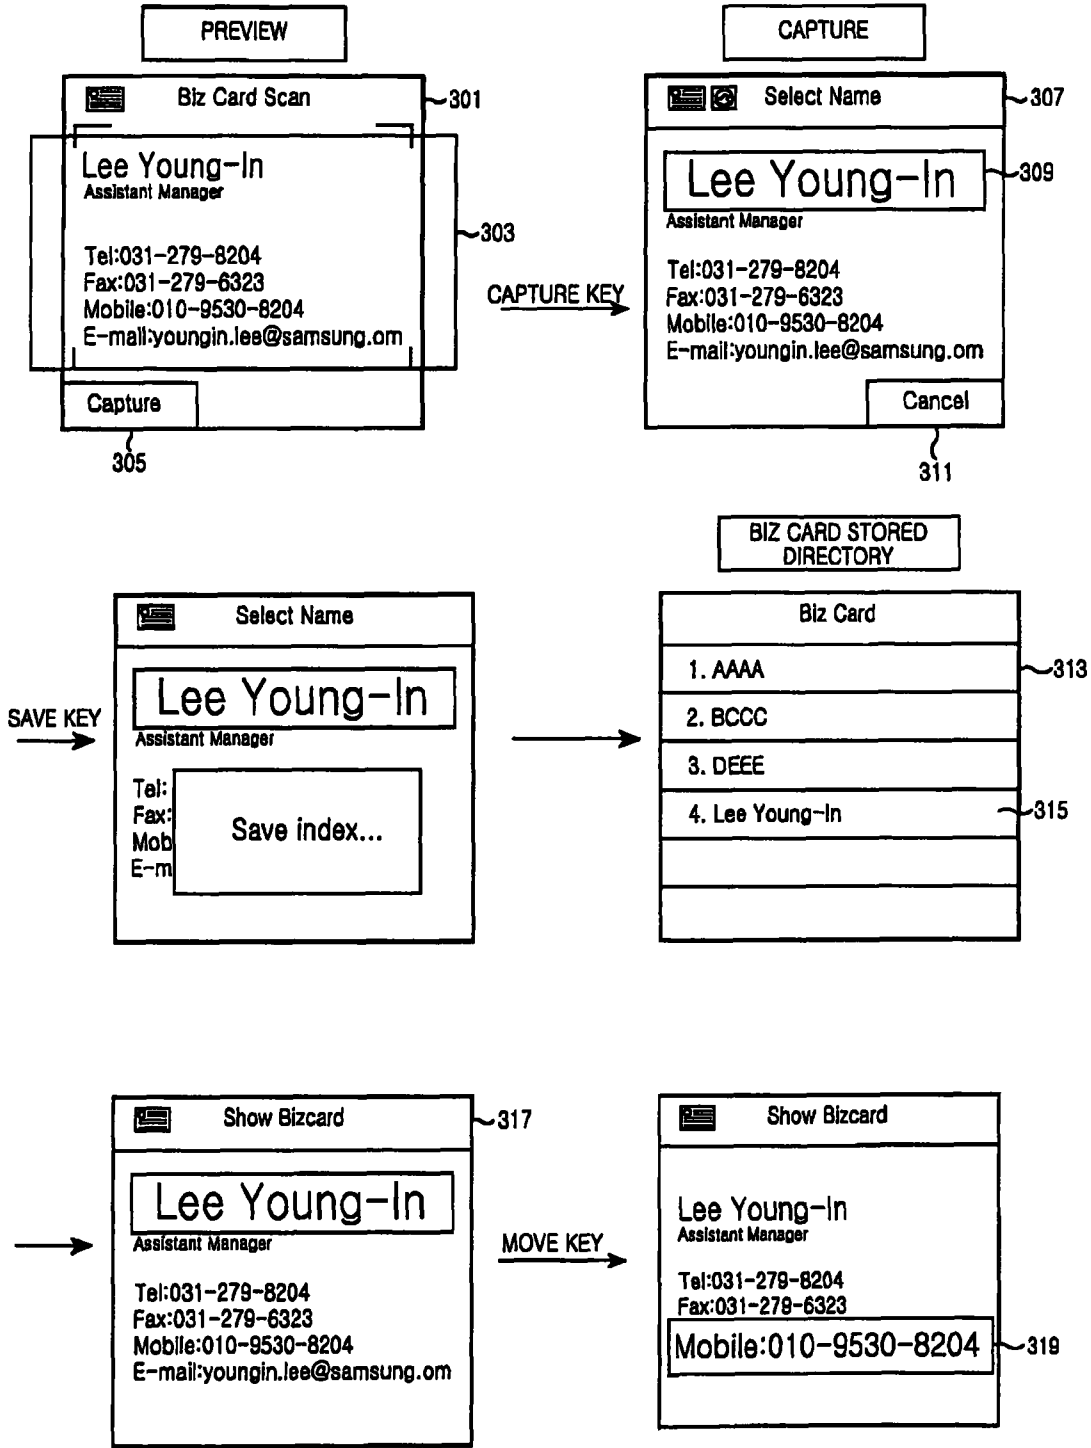 PREVIEW
Biz Card Scan
301
Lee Young-In
Assistant Manager
303
Tel:031-279-8204
Fax:031-279-6323
Mobile:010-9530-8204
E-mail:youngin.lee@samsung.om
Capture
305
CAPTURE KEY
CAPTURE
Select Name
307
Lee Young-In
309
Assistant Manager
Tel:031-279-8204
Fax:031-279-6323
Mobile:010-9530-8204
E-mail:youngin.lee@samsung.om
Cancel
311
SAVE KEY
Select Name
Lee Young-In
Assistant Manager
Tel:
Fax:
Mob
E-m
Save index...
BIZ CARD STORED
DIRECTORY
Biz Card
1. AAAA
313
2. BCCC
3. DEEE
4. Lee Young-In
315
Show Bizcard
317
Lee Young-In
Assistant Manager
Tel:031-279-8204
Fax:031-279-6323
Mobile:010-9530-8204
E-mail:youngin.lee@samsung.om
MOVE KEY
Show Bizcard
Lee Young-In
Assistant Manager
Tel:031-279-8204
Fax:031-279-6323
Mobile:010-9530-8204
319